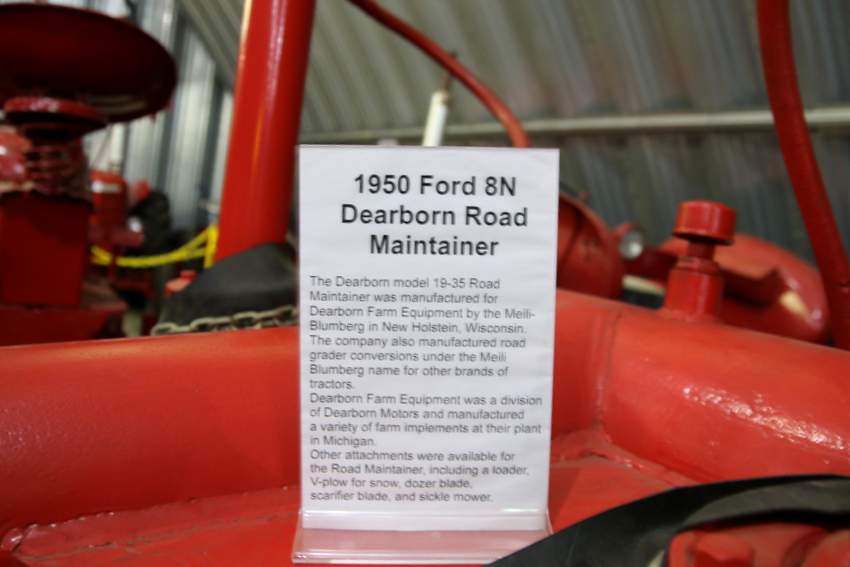 1950 Ford 8N
Dearborn Road
Maintainer
The Dearborn model 19-35 Road
Maintainer was manufactured for
Dearborn Farm Equipment by the Meili-
Blumberg in New Holstein, Wisconsin.
The company also manufactured road
grader conversions under the Meili
Blumberg name for other brands of
tractors.
Dearborn Farm Equipment was a division
of Dearborn Motors and manufactured
a variety of farm implements at their plant
in Michigan.
Other attachments were available for
the Road Maintainer, including a loader,
V-plow for snow, dozer blade,
scarifier blade, and sickle mower.